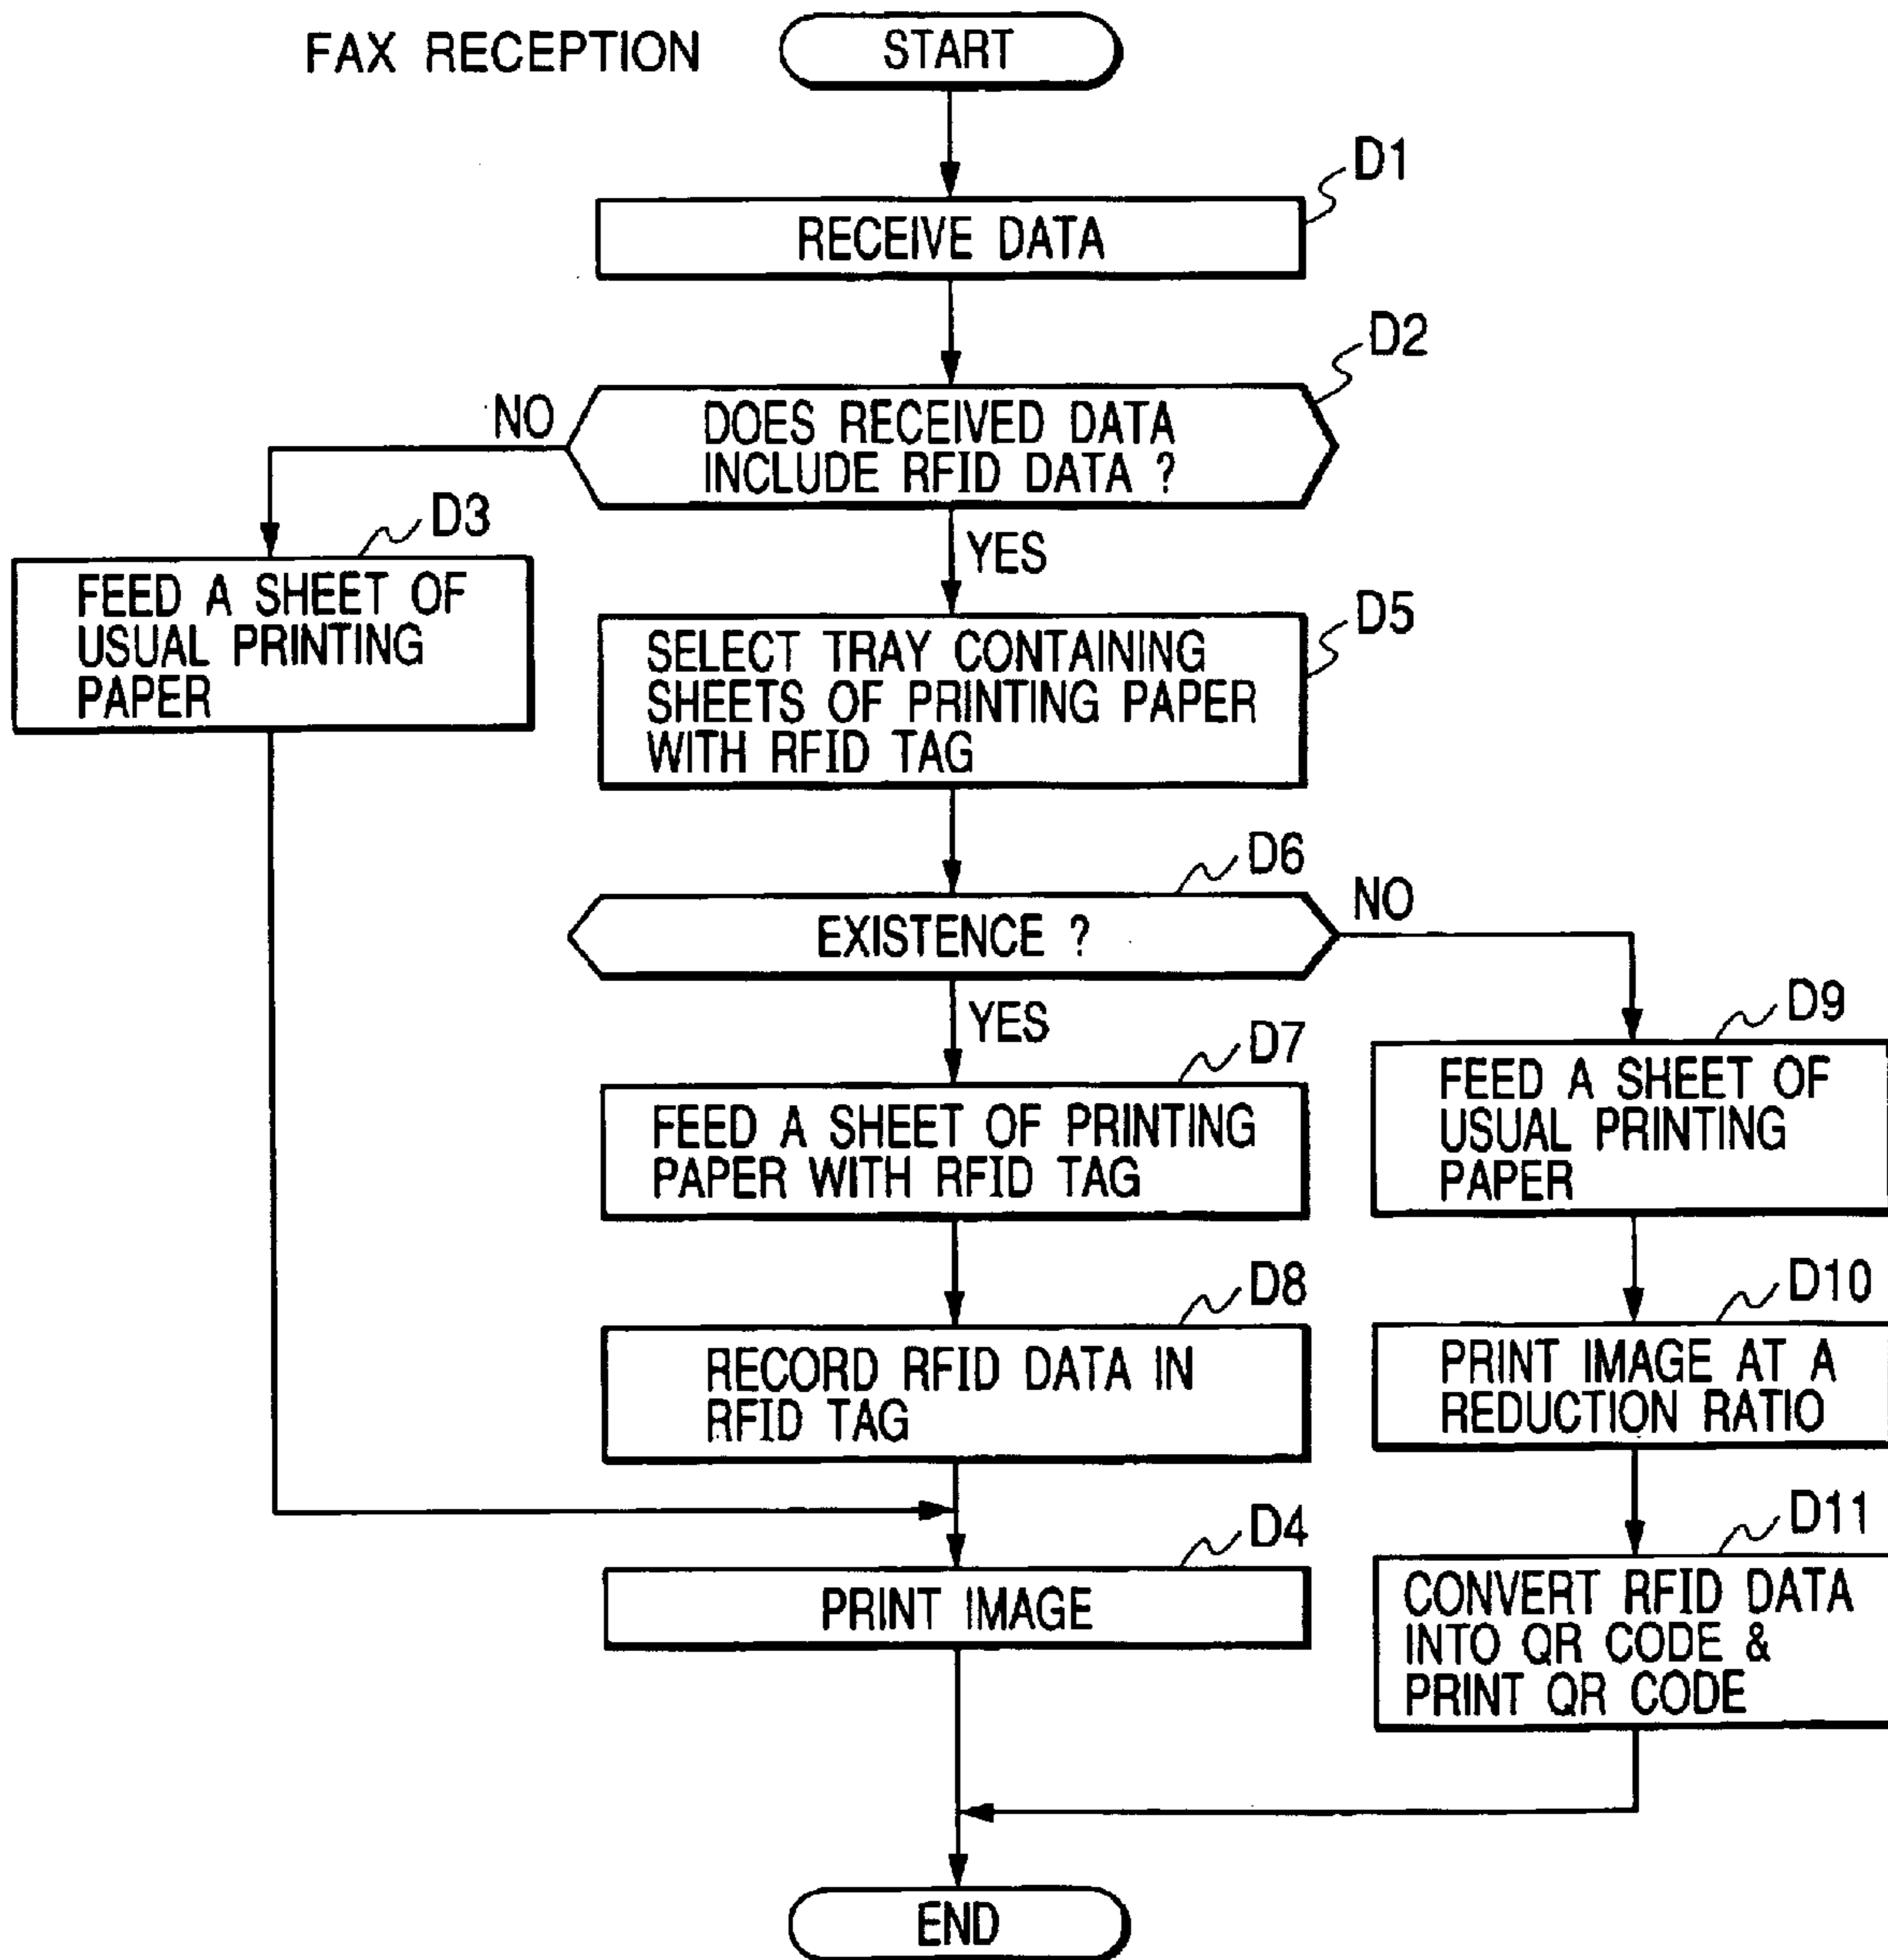 FAX RECEPTION
START
D1
RECEIVE DATA
D2
NO
DOES RECEIVED DATA
INCLUDE RFID DATA ?
YES
D3
FEED A SHEET OF
USUAL PRINTING
PAPER
D5
SELECT TRAY CONTAINING
SHEETS OF PRINTING PAPER
WITH RFID TAG
D6
EXISTENCE ?
NO
YES
D7
FEED A SHEET OF PRINTING
PAPER WITH RFID TAG
D9
FEED A SHEET OF
USUAL PRINTING
PAPER
D8
RECORD RFID DATA IN
RFID TAG
D10
PRINT IMAGE AT A
REDUCTION RATIO
D4
PRINT IMAGE
D11
CONVERT RFID DATA
INTO QR CODE &
PRINT QR CODE
END